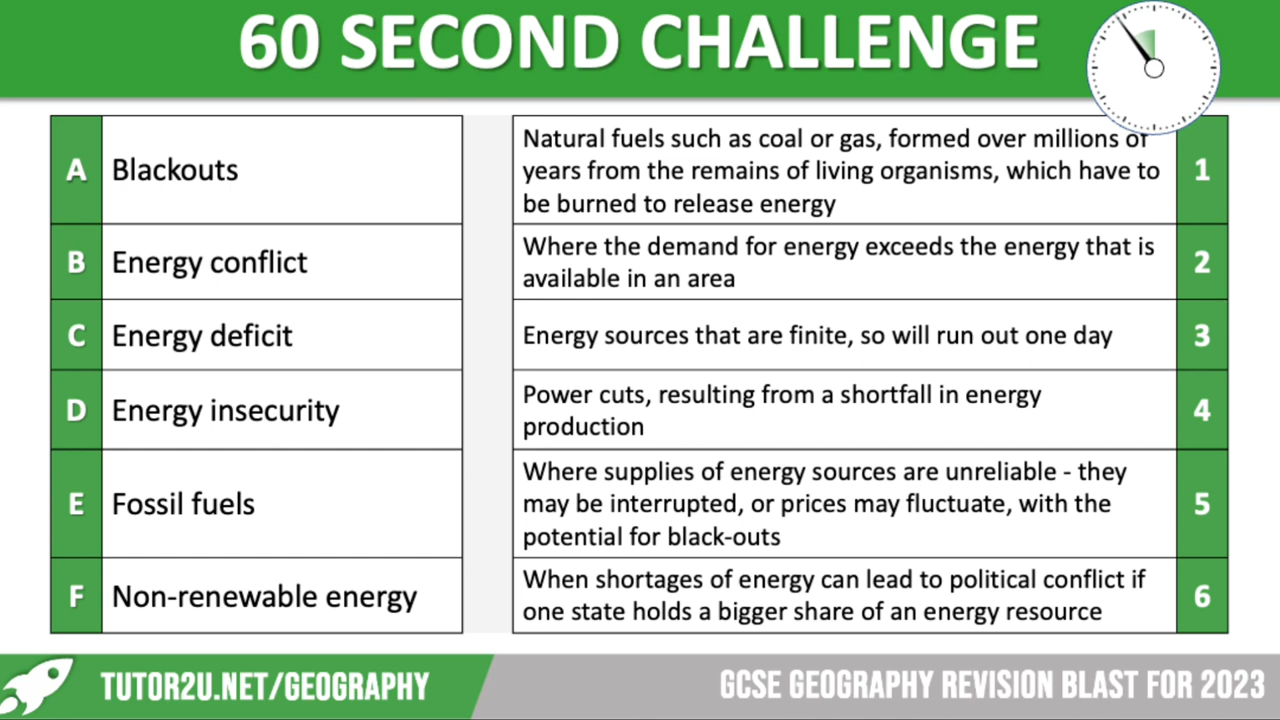 60 SECOND CHALLENGE
A Blackouts
Natural fuels such as coal or gas, formed over millions of
years from the remains of living organisms, which have to
be burned to release energy
1
B Energy conflict
Where the demand for energy exceeds the energy that is
available in an area
2
C Energy deficit
Energy sources that are finite, so will run out one day
3
D Energy insecurity
Power cuts, resulting from a shortfall in energy
production
4
E Fossil fuels
Where supplies of energy sources are unreliable - they
may be interrupted, or prices may fluctuate, with the
potential for black-outs
5
F Non-renewable energy
When shortages of energy can lead to political conflict if
one state holds a bigger share of an energy resource
6
TUTOR2U.NET/GEOGRAPHY
GCSE GEOGRAPHY REVISION BLAST FOR 2023